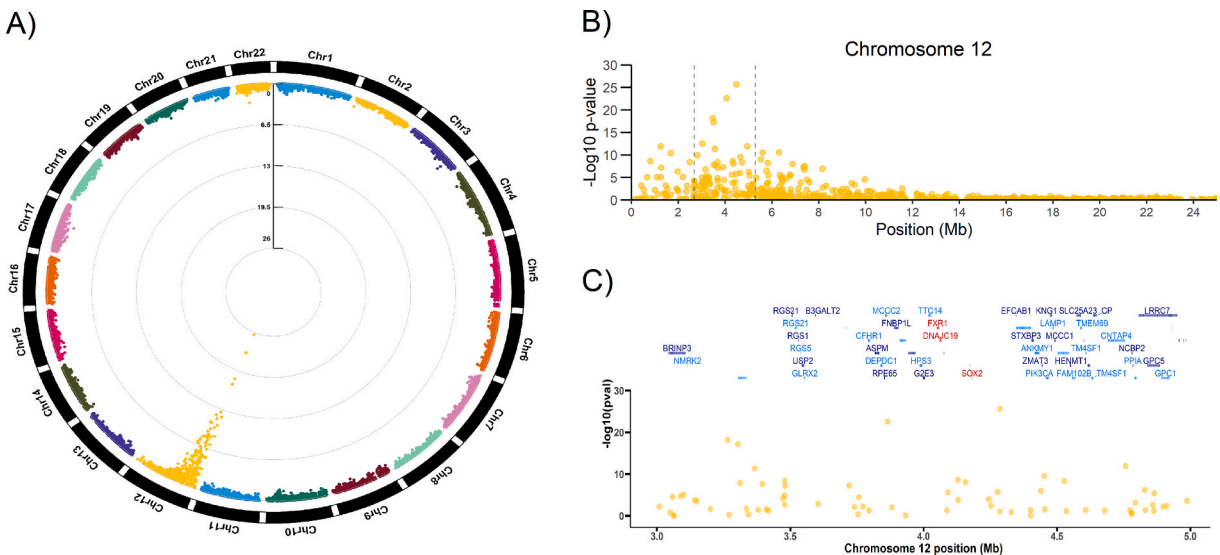 A)
Chr1
Chr2
Chr3
Chr4
Chr5
Chr6
Chr7
Chr8
Chr9
Chr10
Chr11
Chr12
Chr13
Chr14
Chr15
Chr16
Chr17
Chr18
Chr19
Chr20
Chr21
Chr22
0
6.5
13
19.5
26
B)
Chromosome 12
-Log10 p-value
30
25
20
15
10
5
0
0 2 4 6 8 10 12 14 16 18 20 22 24
Position (Mb)
C)
RGS21 B3GALT2 MCCC2 TTC14 EFCAB1 KNG1 SLC25A23 CP LRRC7
RGS21 FNBP1L FXR1 LAMP1 TMEM69
RGS1 CFHR1 DNAJC19 STXBP3 MCCC1 CNTAP4
BRINP3 RGS5 ASPM ANKMY1 TM4SF1 NCBP2
NMRK2 USP2 DEPDC1 HPS3 ZMAT3 HENMT1 PPIA GPC5
GLRX2 RPE65 G2E3 SOX2 PIK3CA FAM102B TM4SF1 GPC1
-log10(pval)
30
20
10
0
3.0 3.5 4.0 4.5 5.0
Chromosome 12 position (Mb)